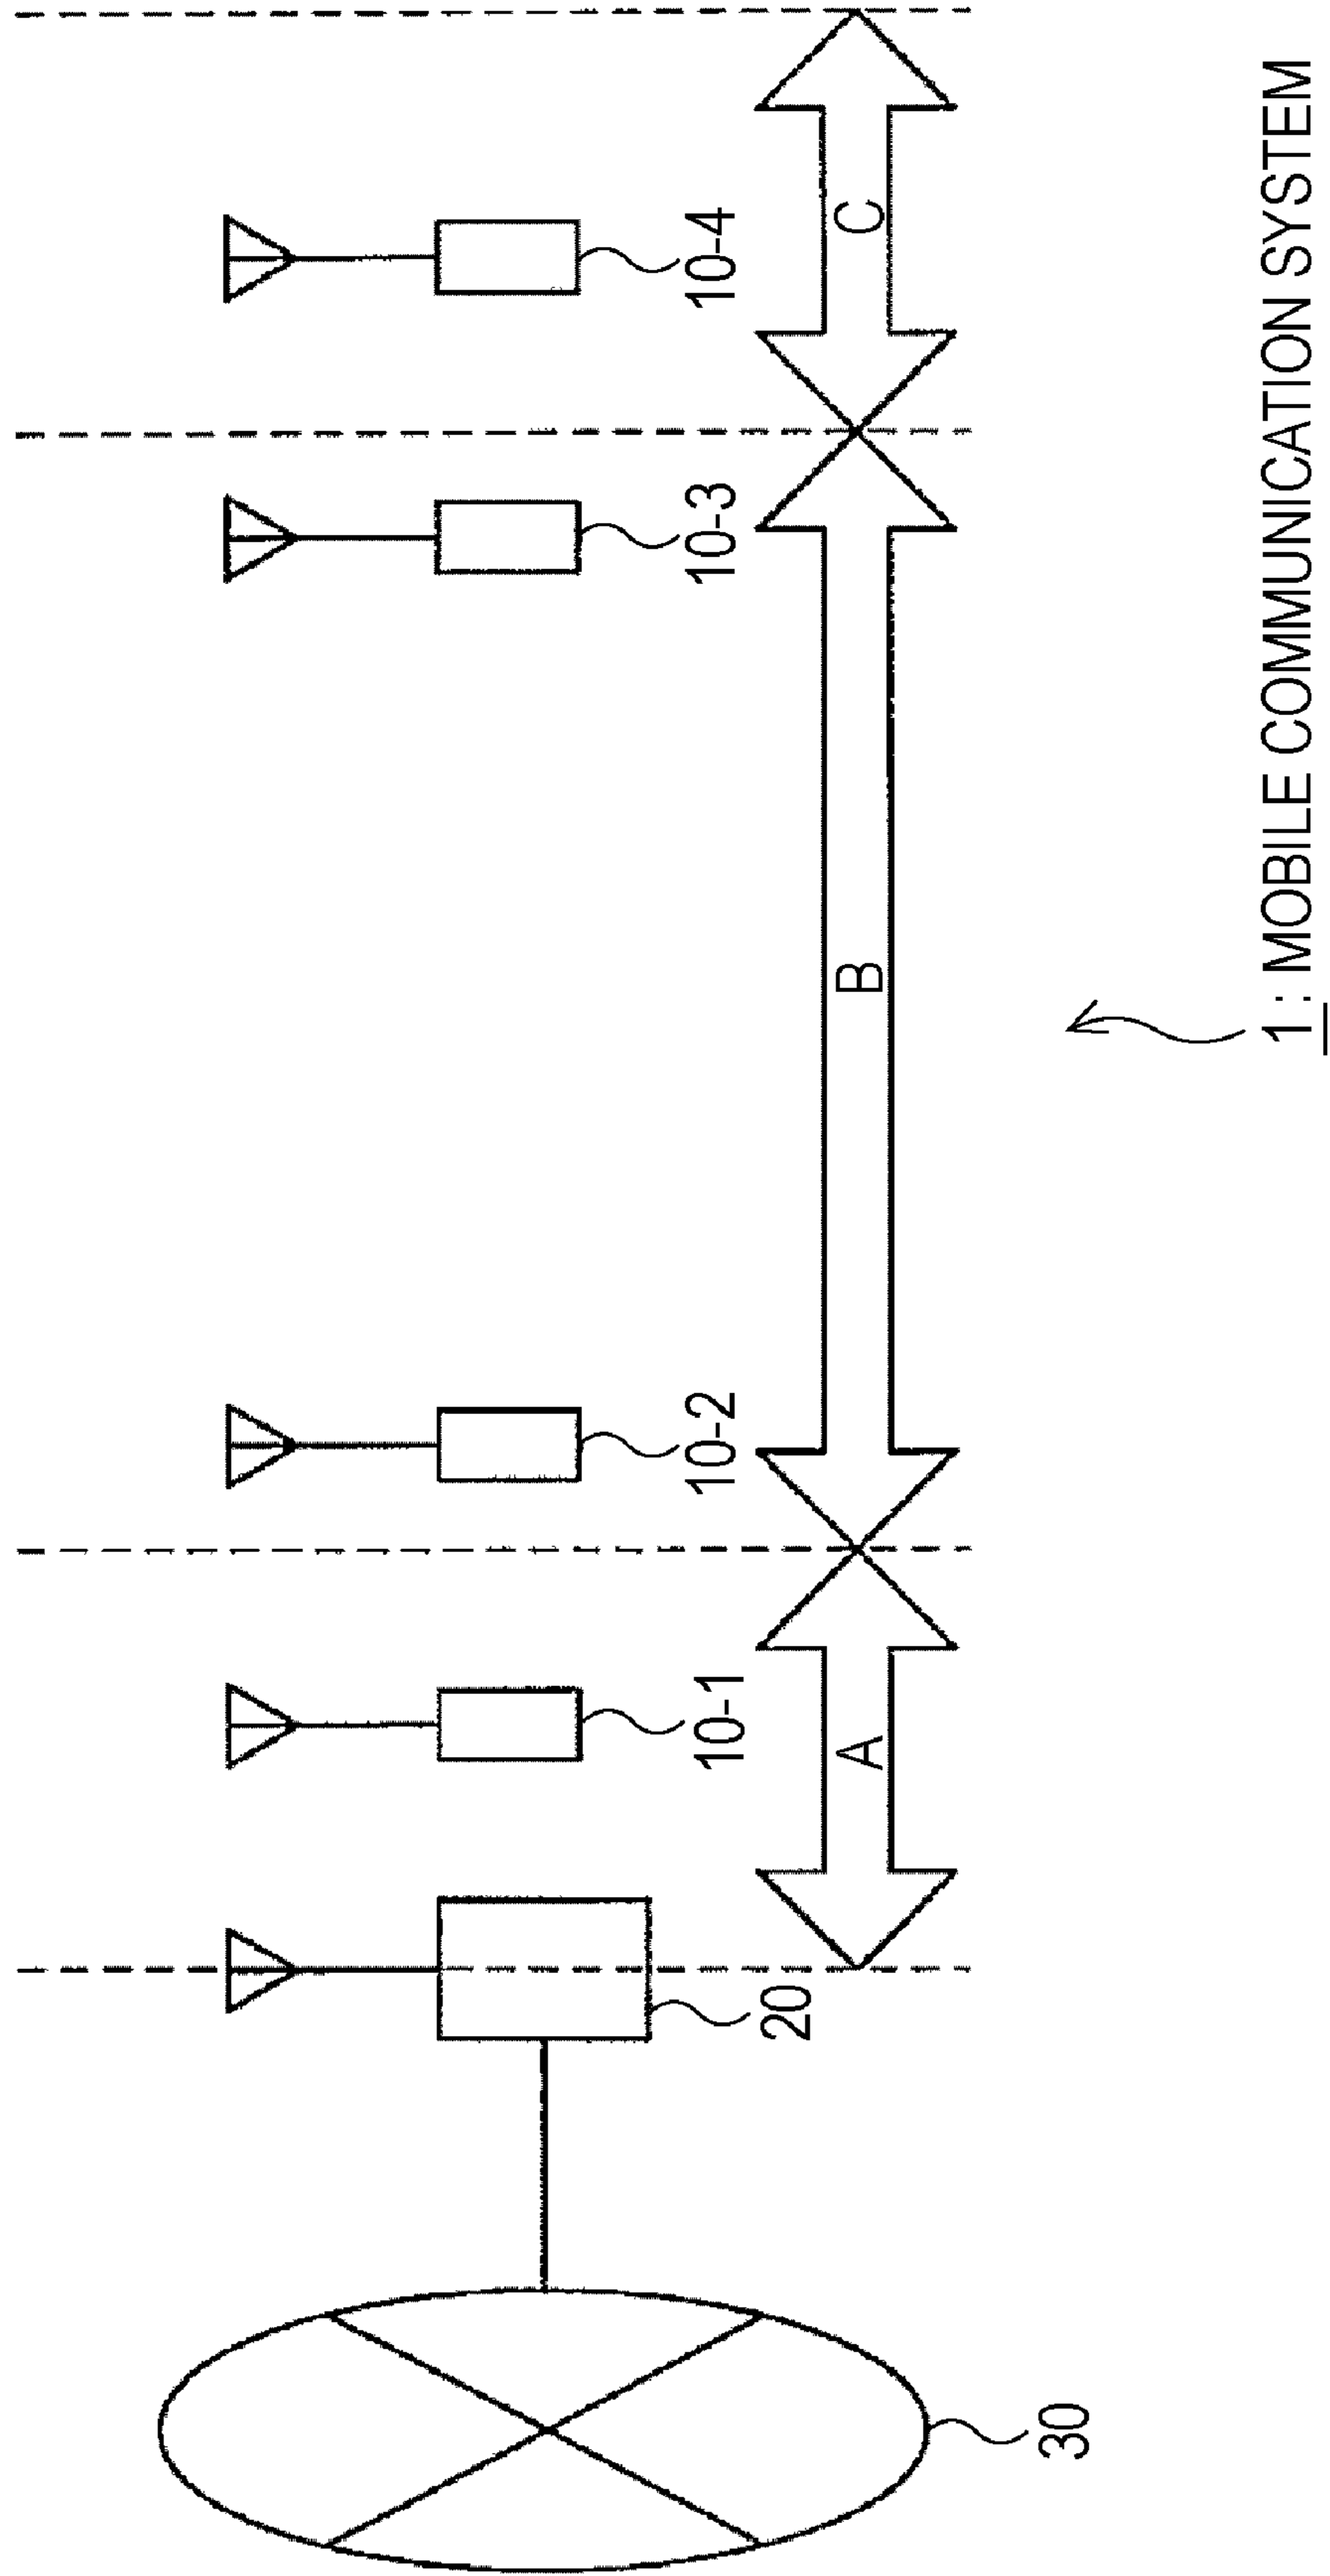 30
20
10-1
10-2
10-3
10-4
A
B
C
1 : MOBILE COMMUNICATION SYSTEM